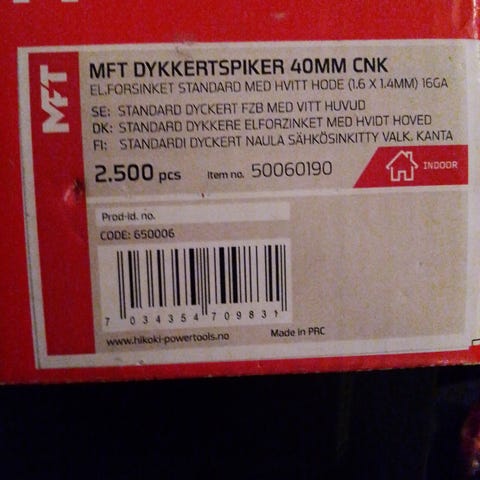 MFT
MFT DYKKERTSPIKER 40MM CNK
EL.FORSINKET STANDARD MED HVITT HODE (1.6 X 1.4MM) 16GA
SE: STANDARD DYCKERT FZB MED VITT HUVUD
DK: STANDARD DYKKERE ELFORZINKET MED HVIDT HOVED
FI: STANDARDI DYCKERT NAULA SÄHKÖSINKITTY VALK. KANTA
2.500 pcs Item no. 50060190
INDOOR
Prod-id. no.
CODE: 650006
7 034354 709831
www.hikoki-powertools.no Made in PRC